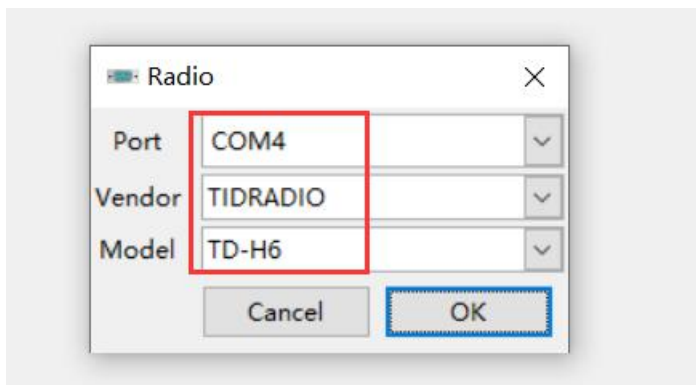 Radio
Port COM4
Vendor TIDRADIO
Model TD-H6
Cancel OK